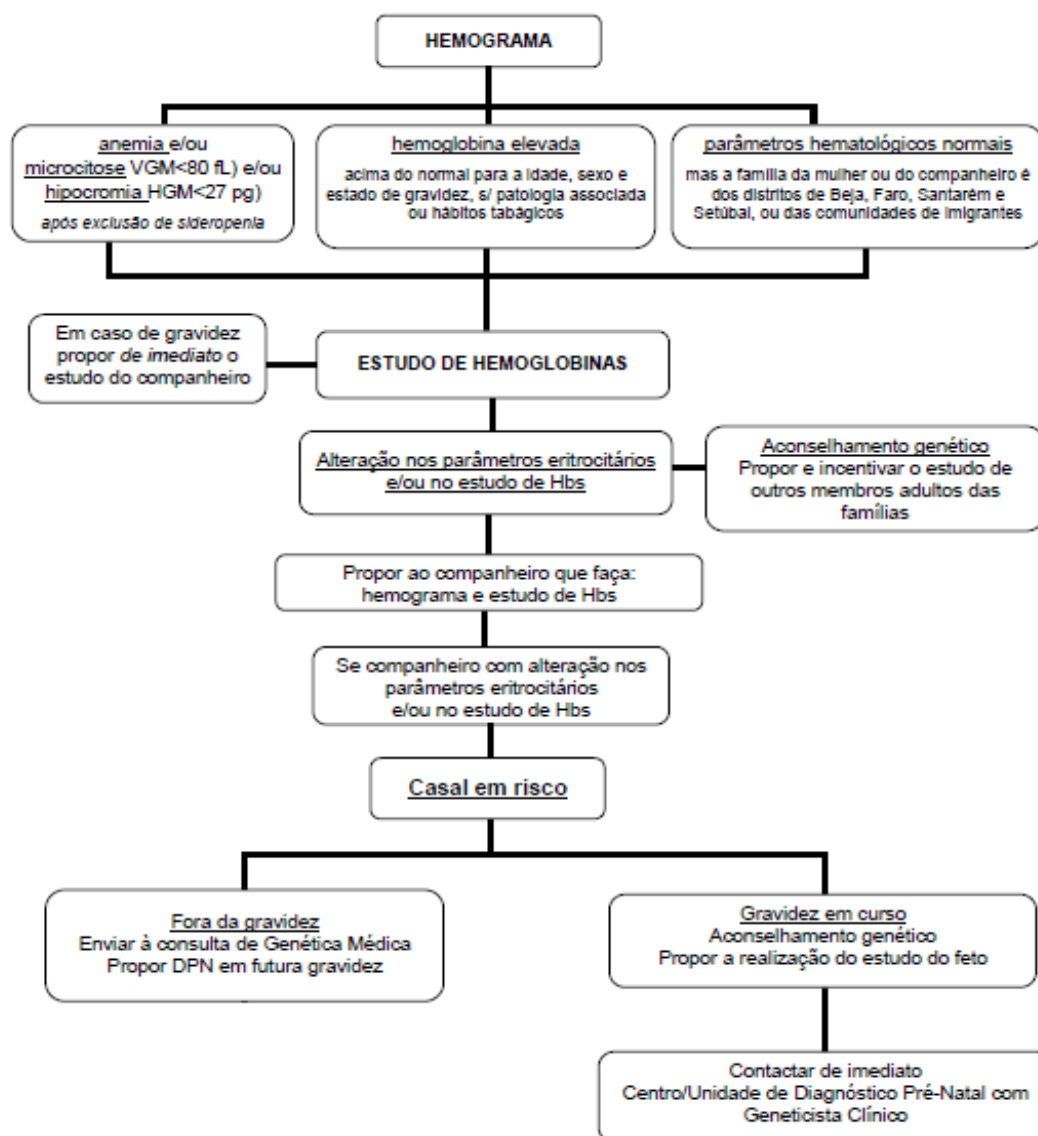 HEMOGRAMA
anemia e/ou
microcitose VGM<80 fL) e/ou
hipocromia HGM<27 pg)
após exclusão de sideropenia
hemoglobina elevada
acima do normal para a idade, sexo e
estado de gravidez, s/ patologia associada
ou hábitos tabágicos
parâmetros hematológicos normais
mas a família da mulher ou do companheiro é
dos distritos de Beja, Faro, Santarém e
Setúbal, ou das comunidades de imigrantes
Em caso de gravidez
propor de imediato o
estudo do companheiro
ESTUDO DE HEMOGLOBINAS
Alteração nos parâmetros eritrocitários
e/ou no estudo de Hbs
Aconselhamento genético
Propor e incentivar o estudo de
outros membros adultos das
famílias
Propor ao companheiro que faça:
hemograma e estudo de Hbs
Se companheiro com alteração nos
parâmetros eritrocitários
e/ou no estudo de Hbs
Casal em risco
Fora da gravidez
Enviar à consulta de Genética Médica
Propor DPN em futura gravidez
Gravidez em curso
Aconselhamento genético
Propor a realização do estudo do feto
Contactar de imediato
Centro/Unidade de Diagnóstico Pré-Natal com
Geneticista Clínico